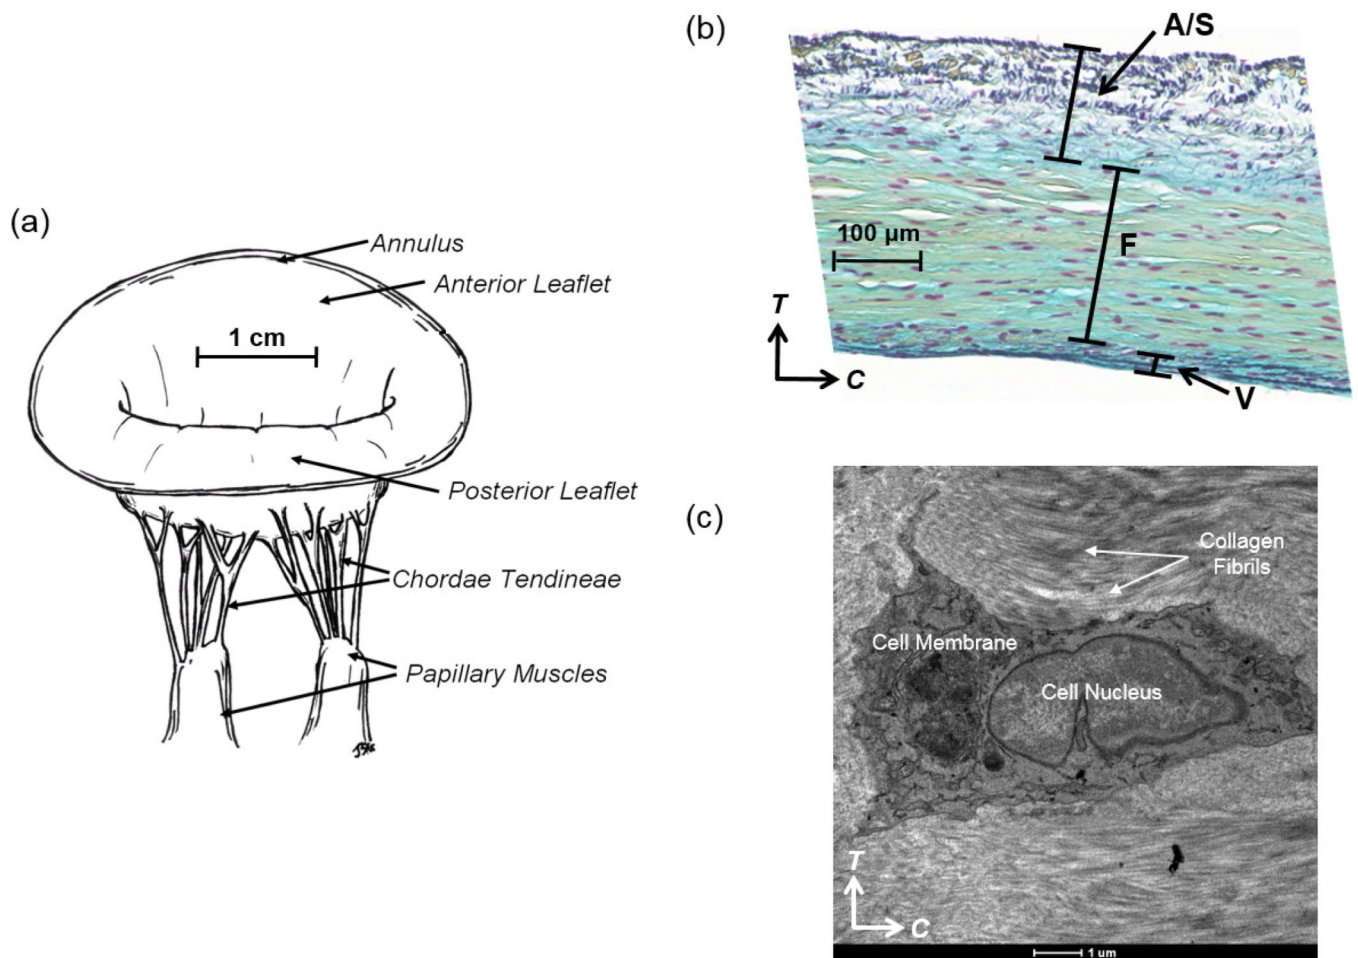 (a)
Annulus
Anterior Leaflet
1 cm
Posterior Leaflet
Chordae Tendineae
Papillary Muscles
(b)
A/S
100 µm
F
T
C
V
(c)
Collagen
Fibrils
Cell Membrane
Cell Nucleus
T
C
1 um